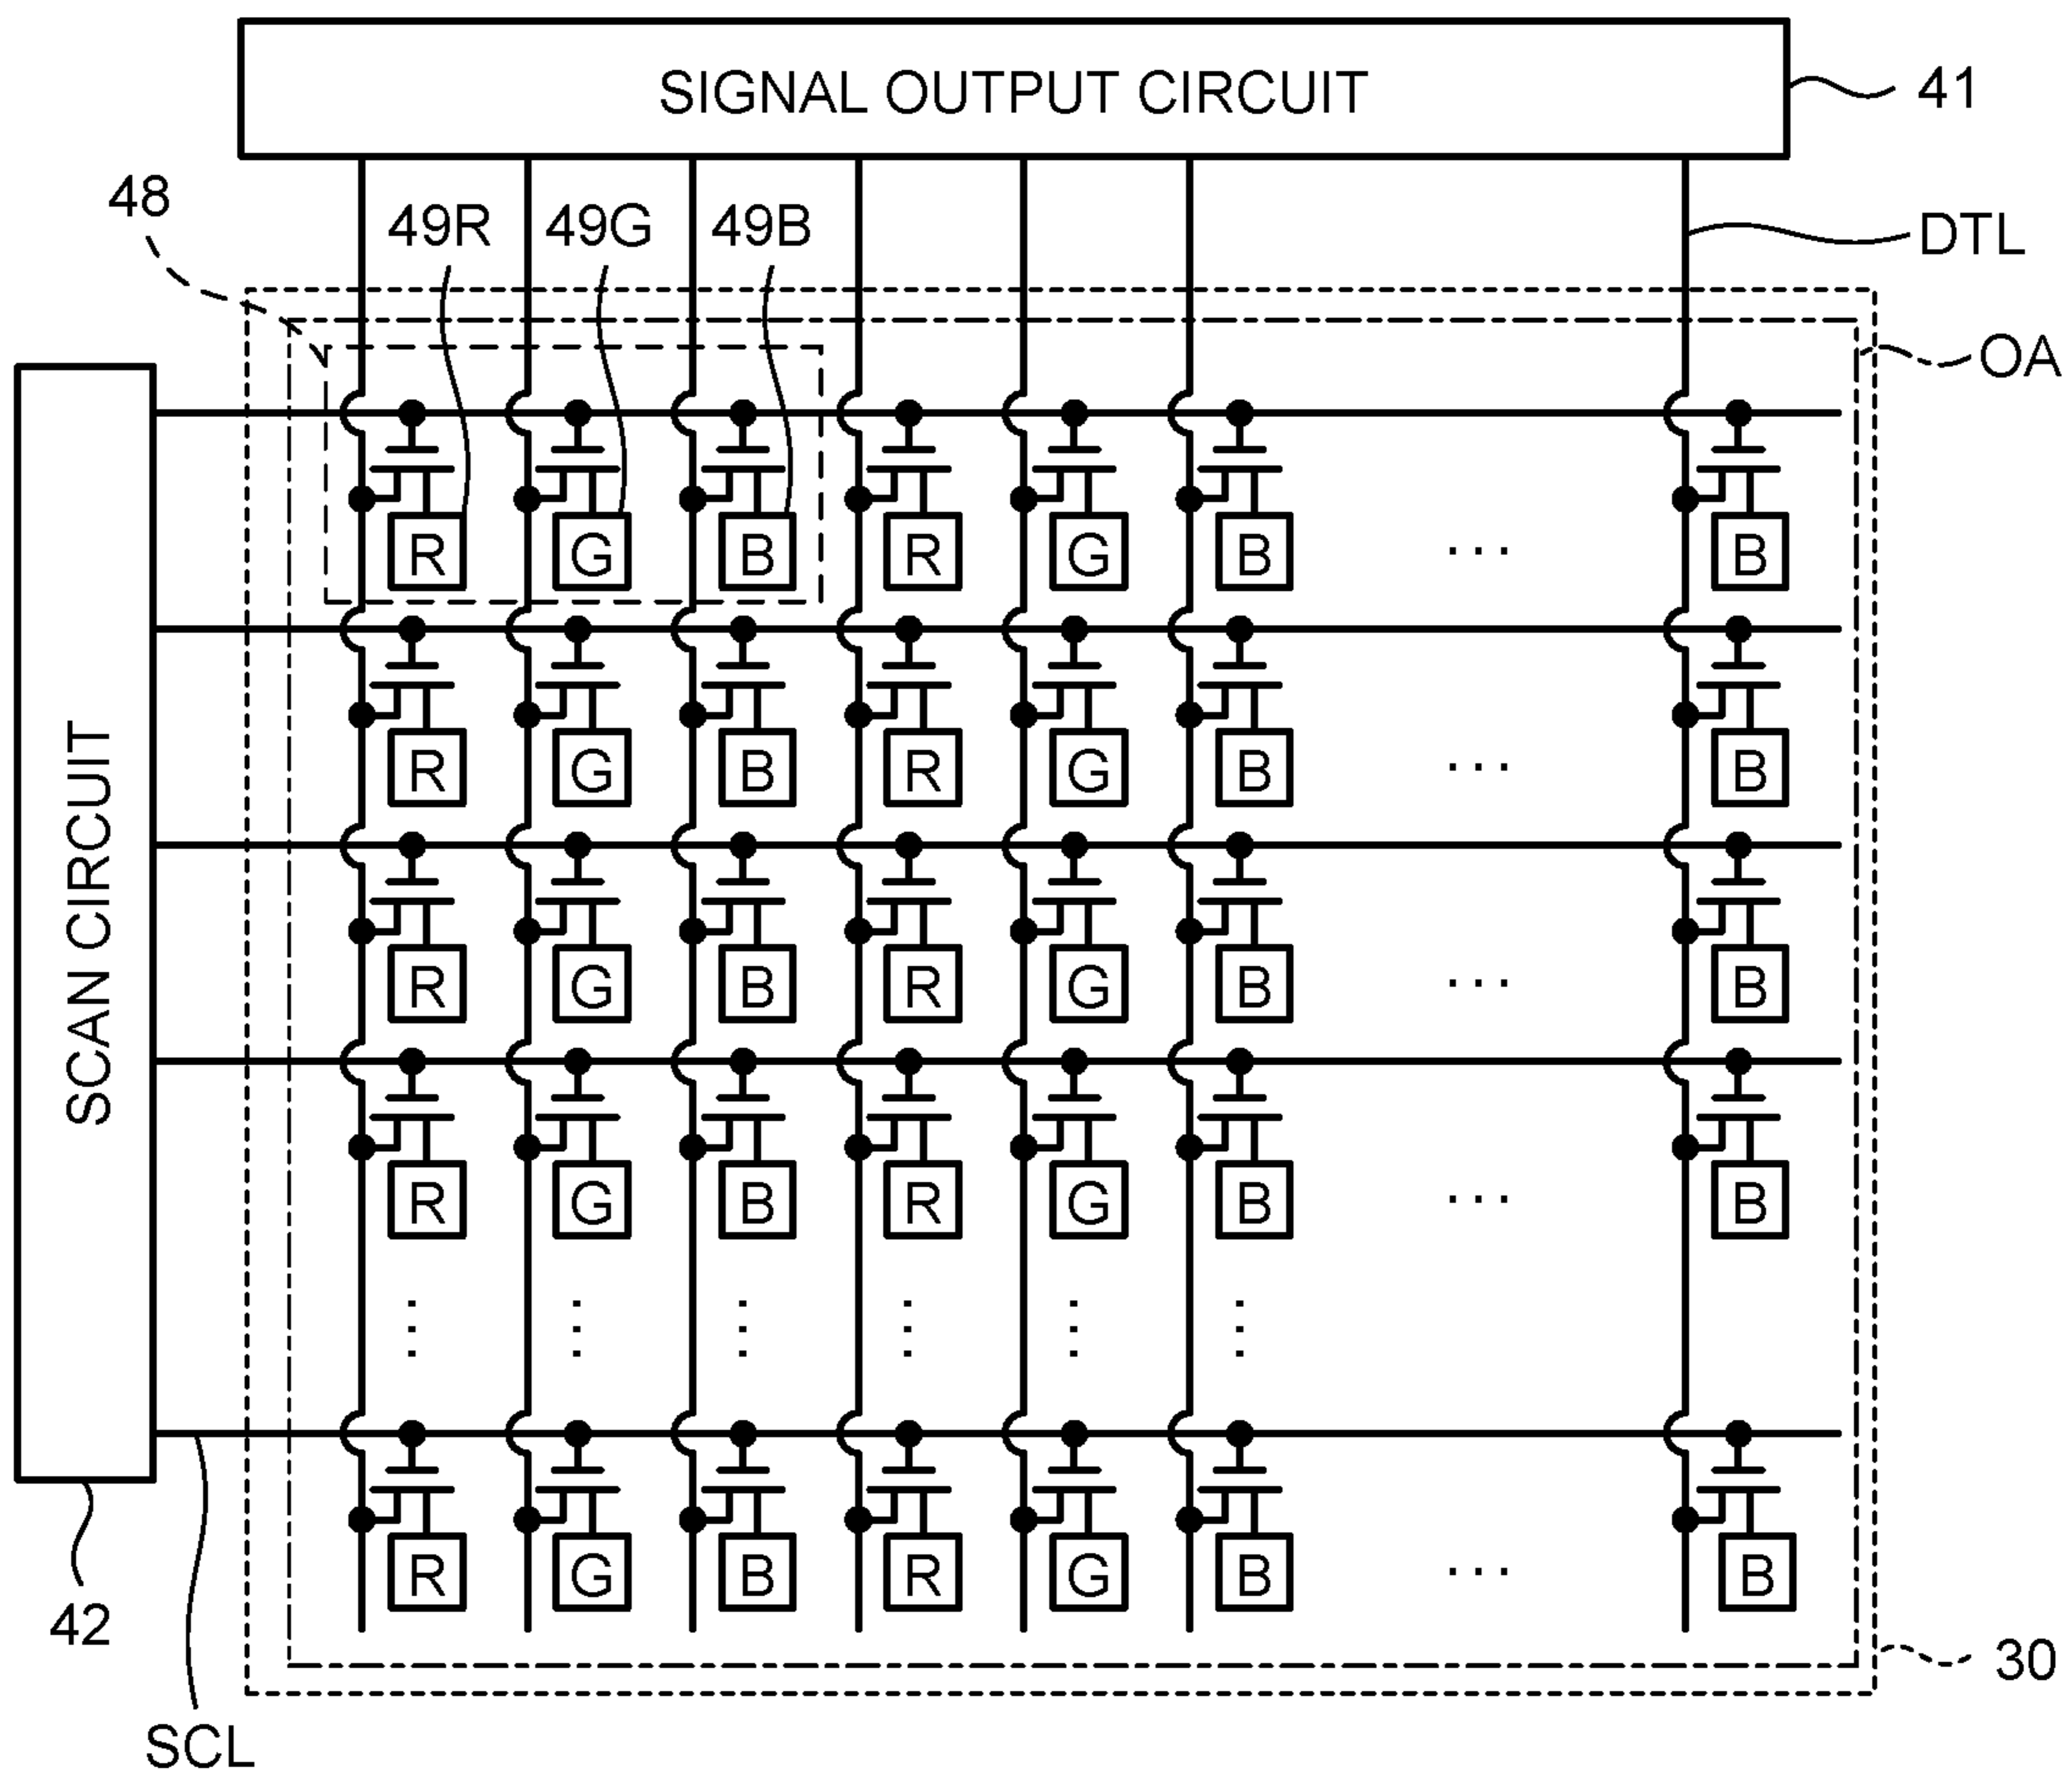 SIGNAL OUTPUT CIRCUIT
41
48
49R 49G 49B
DTL
OA
SCAN CIRCUIT
R G B R G B ... B
R G B R G B ... B
R G B R G B ... B
R G B R G B ... B
R G B R G B ... B
42
30
SCL